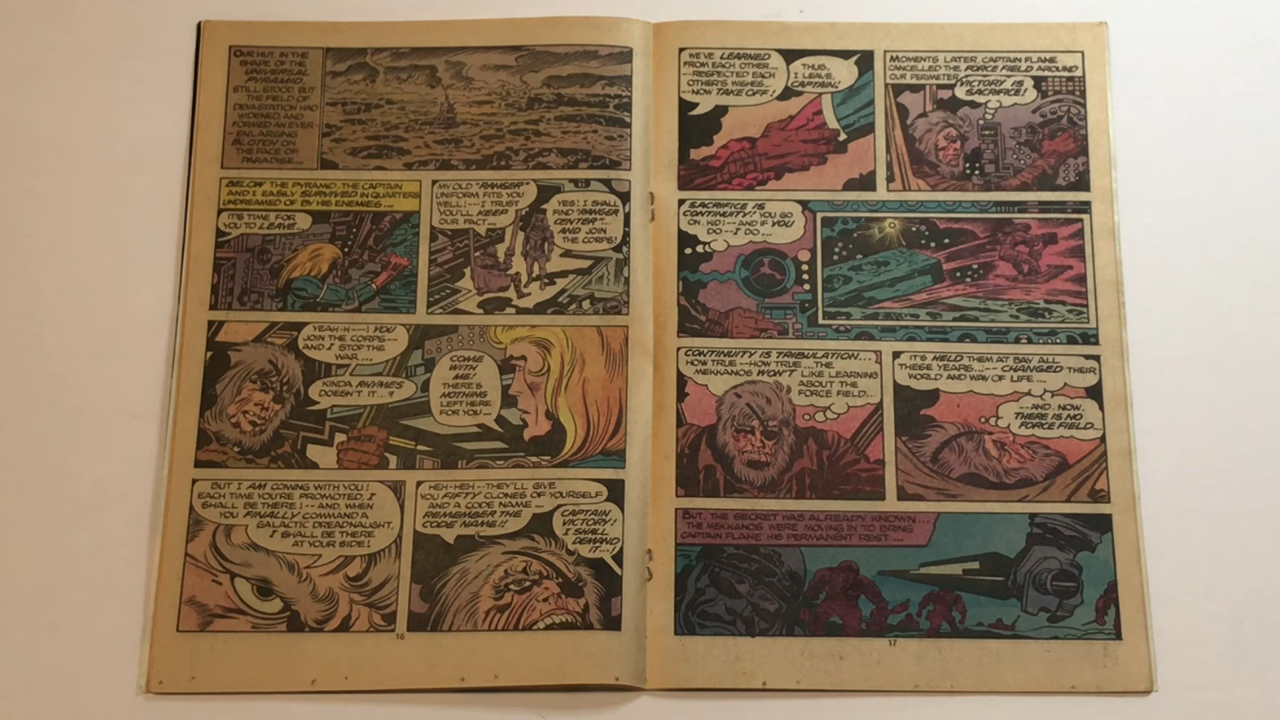 OUR HUT, IN THE
SHAPE OF THE
UNIVERSAL
PYRAMID,
STILL STOOD. BUT
THE FIELD OF
DEVASTATION HAD
WIDENED, AND
FORMED AN EVER-
ENLARGING
BLOTCH ON
THE FACE OF
PARADISE...
BELOW THE PYRAMID, THE CAPTAIN
AND I EASILY SURVIVED IN QUARTERS
UNDREAMED OF BY HIS ENEMIES...
IT'S TIME FOR
YOU TO LEAVE...
MY OLD "RANGER"
UNIFORM FITS YOU
WELL!--I TRUST
YOU'LL KEEP
OUR PACT...
YES! I SHALL
FIND "RANGER
CENTER"--
AND JOIN
THE CORPS!
YEAH-H---! YOU
JOIN THE CORPS--
AND I STOP THE
WAR...
KINDA RHYMES
DOESN'T IT...?
COME
WITH
ME!
THERE'S
NOTHING
LEFT HERE
FOR YOU...
BUT I AM COMING WITH YOU!
EACH TIME YOU'RE PROMOTED, I
SHALL BE THERE!--AND, WHEN
YOU FINALLY COMMAND A
GALACTIC DREADNAUGHT,
I SHALL BE THERE
AT YOUR SIDE!
HEH-HEH--THEY'LL GIVE
YOU FIFTY CLONES OF YOURSELF
AND A CODE NAME...
REMEMBER THE
CODE NAME!!
CAPTAIN
VICTORY!
I SHALL
DEMAND
IT...!
16
WE'VE LEARNED
FROM EACH OTHER...
--RESPECTED EACH
OTHER'S WISHES...
--NOW TAKE OFF!
THUS,
I LEAVE,
CAPTAIN!
MOMENTS LATER, CAPTAIN FLANE
CANCELLED THE FORCE FIELD AROUND
OUR PERIMETER
VICTORY IS
SACRIFICE!
SACRIFICE IS
CONTINUITY! YOU GO
ON, KID!--AND IF YOU
DO--I DO...
CONTINUITY IS TRIBULATION...
HOW TRUE--HOW TRUE...THE
MEKKANOS WON'T LIKE LEARNING
ABOUT THE
FORCE FIELD...
IT'S HELD THEM AT BAY ALL
THESE YEARS...--CHANGED THEIR
WORLD AND WAY OF LIFE...
--AND, NOW,
THERE IS NO
FORCE FIELD...
BUT, THE SECRET WAS ALREADY KNOWN...
THE MEKKANOS WERE MOVING IN TO BRING
CAPTAIN FLANE HIS PERMANENT REST...
17